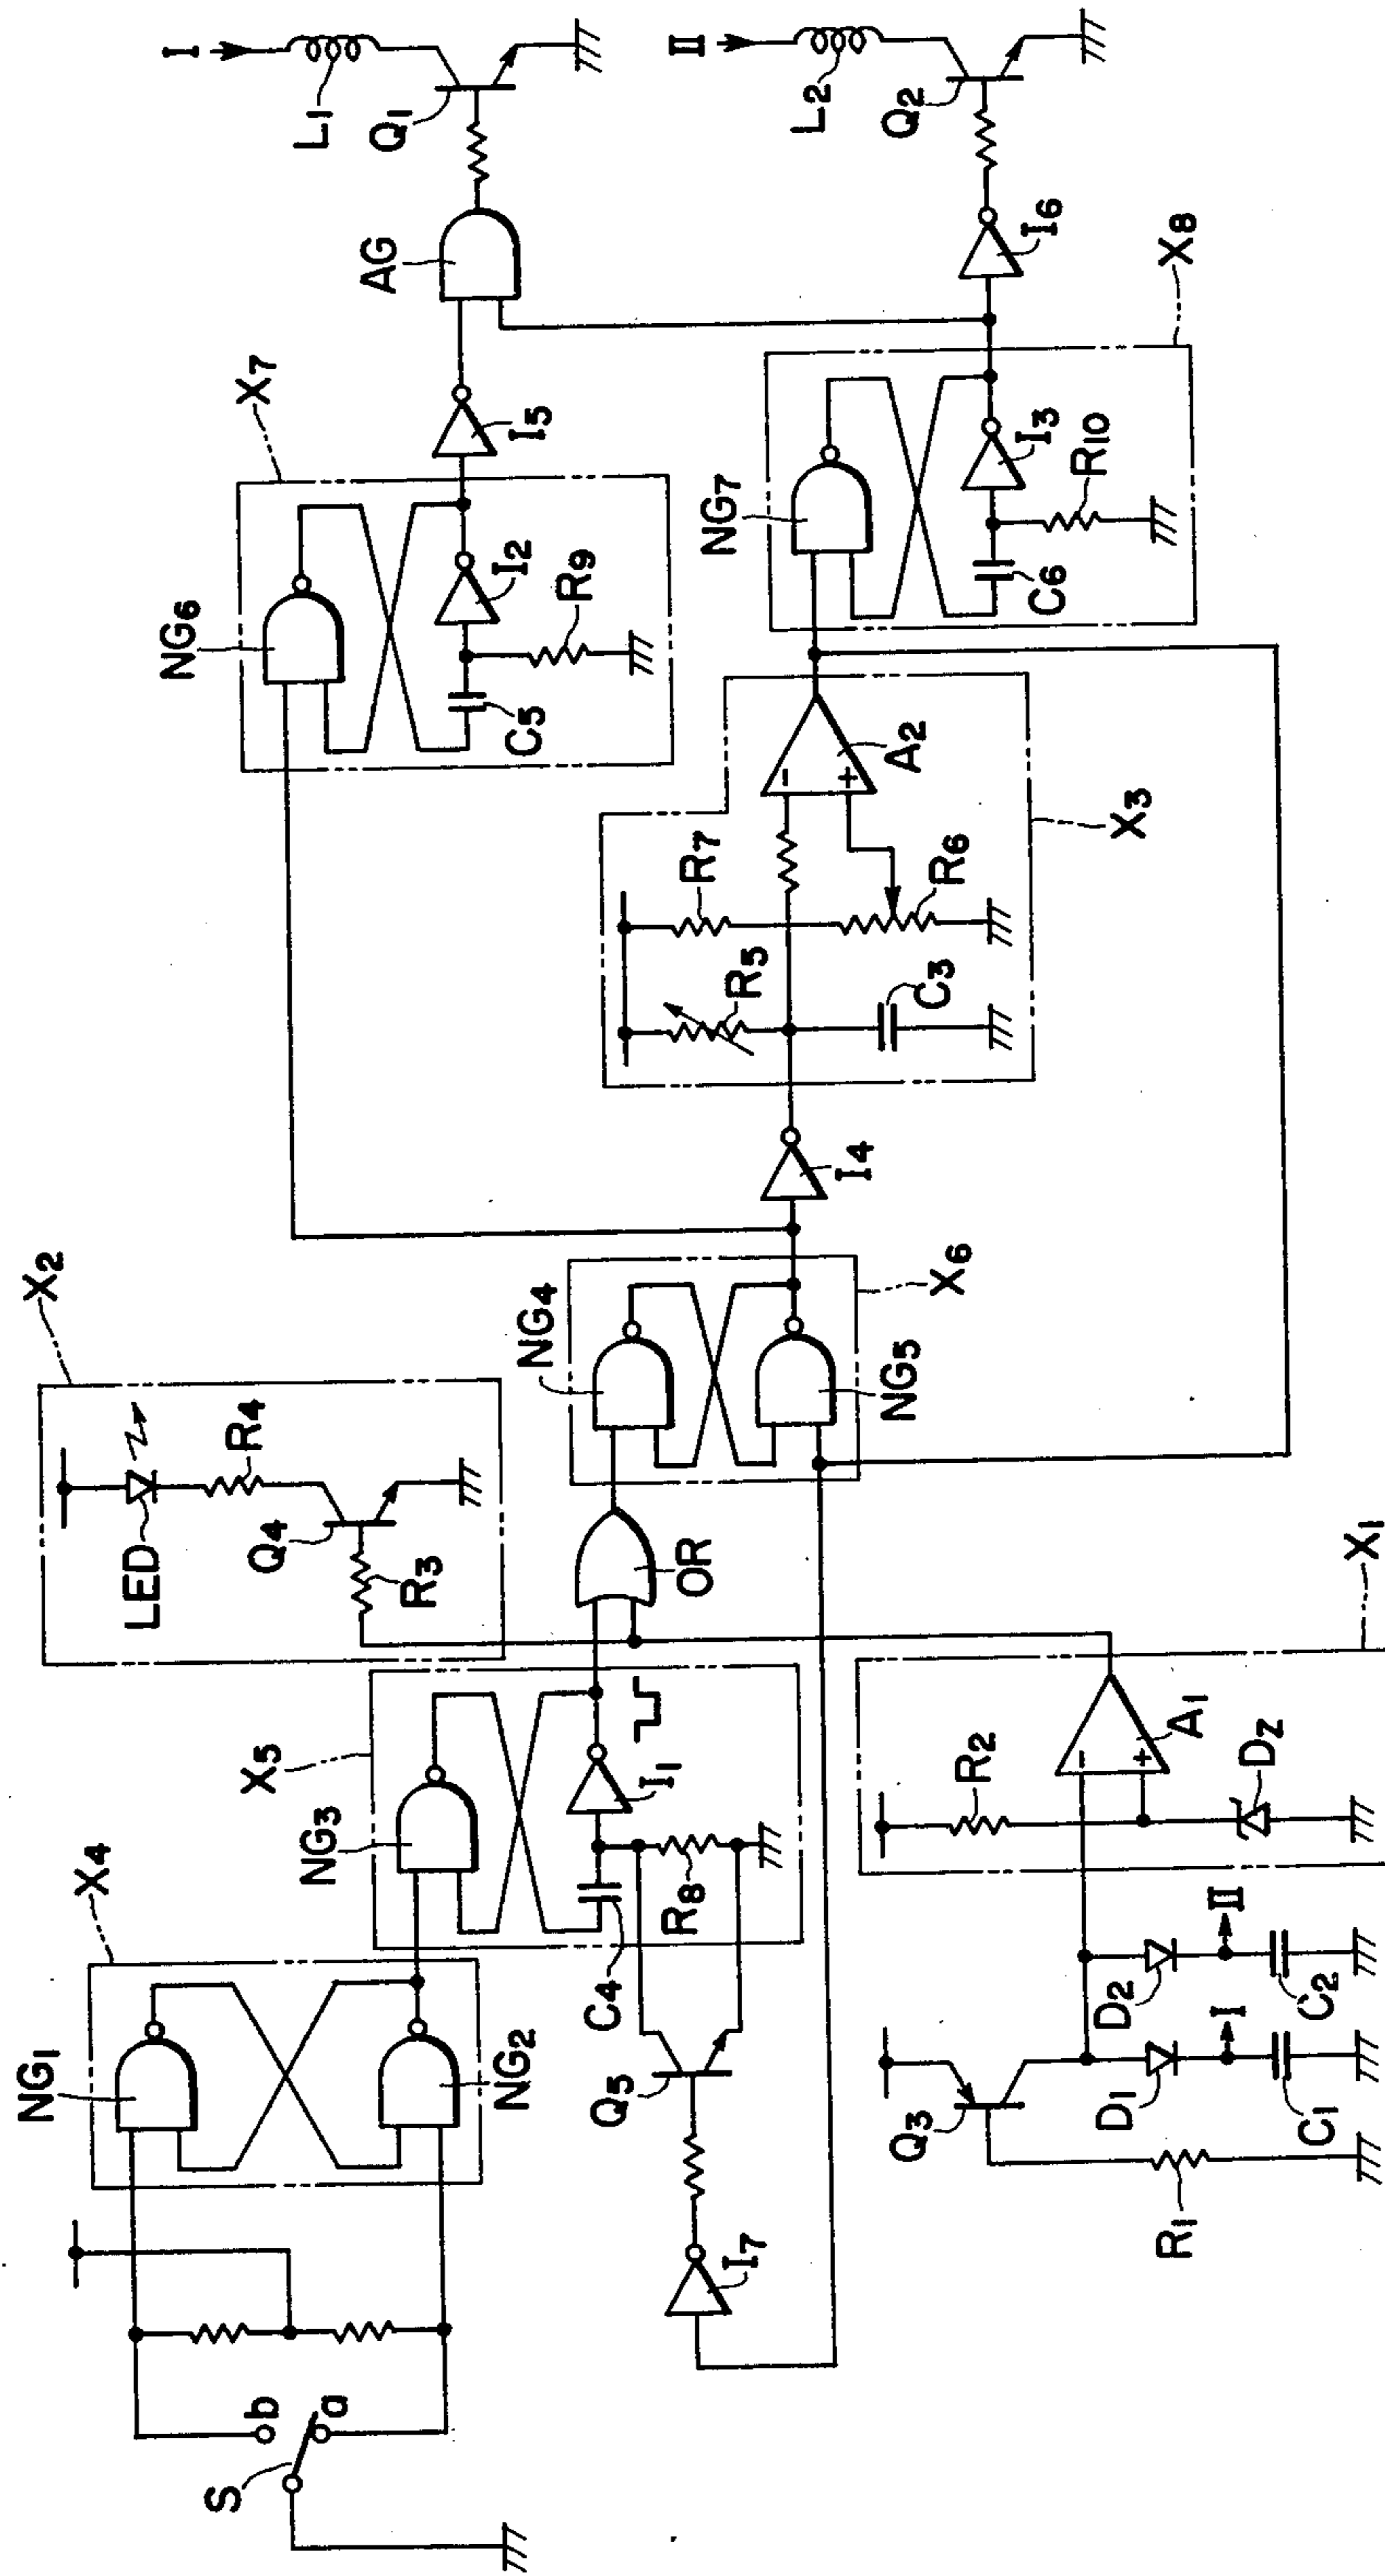 S
b
a
X4
NG1
NG2
X5
NG3
C4
R8
I1
Q5
I7
X2
LED
R4
Q4
R3
OR
X6
NG4
NG5
I4
X7
NG6
C5
I2
R9
I5
AG
L1
I
Q1
X3
R7
R5
R6
C3
−
+
A2
NG7
C6
I3
R10
X8
I6
L2
II
Q2
Q3
R1
D1
I
C1
D2
II
C2
X1
R2
DZ
−
+
A1